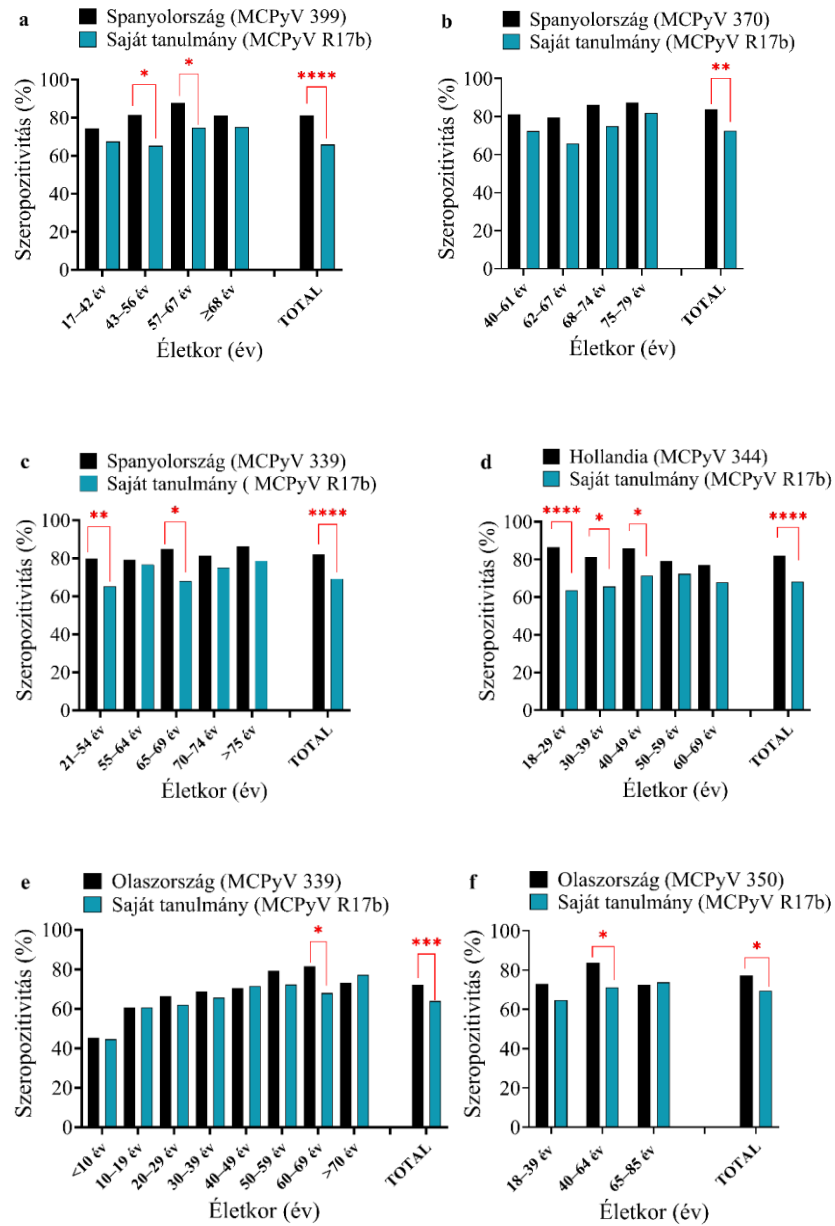 a
Spanyolország (MCPyV 399)
Saját tanulmány (MCPyV R17b)
Szeropozitivitás (%)
100
80
60
40
20
0
*
*
****
17–42 év
43–56 év
57–67 év
≥68 év
TOTAL
Életkor (év)
b
Spanyolország (MCPyV 370)
Saját tanulmány (MCPyV R17b)
Szeropozitivitás (%)
100
80
60
40
20
0
**
40–61 év
62–67 év
68–74 év
75–79 év
TOTAL
Életkor (év)
c
Spanyolország (MCPyV 339)
Saját tanulmány ( MCPyV R17b)
Szeropozitivitás (%)
100
80
60
40
20
0
**
*
****
21–54 év
55–64 év
65–69 év
70–74 év
>75 év
TOTAL
Életkor (év)
d
Hollandia (MCPyV 344)
Saját tanulmány (MCPyV R17b)
Szeropozitivitás (%)
100
80
60
40
20
0
****
*
*
****
18–29 év
30–39 év
40–49 év
50–59 év
60–69 év
TOTAL
Életkor (év)
e
Olaszország (MCPyV 339)
Saját tanulmány (MCPyV R17b)
Szeropozitivitás (%)
100
80
60
40
20
0
*
***
<10 év
10–19 év
20–29 év
30–39 év
40–49 év
50–59 év
60–69 év
>70 év
TOTAL
Életkor (év)
f
Olaszország (MCPyV 350)
Saját tanulmány (MCPyV R17b)
Szeropozitivitás (%)
100
80
60
40
20
0
*
*
18–39 év
40–64 év
65–85 év
TOTAL
Életkor (év)